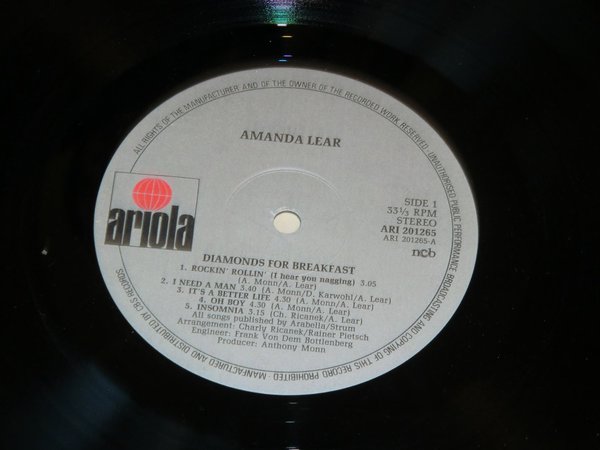 ALL RIGHTS OF THE MANUFACTURER AND OF THE OWNER OF THE RECORDED WORK RESERVED · UNAUTHORISED PUBLIC PERFORMANCE BROADCASTING AND COPYING OF THIS RECORD PROHIBITED · MANUFACTURED AND DISTRIBUTED BY CBS RECORDS
AMANDA LEAR
SIDE 1
33⅓ RPM
STEREO
ARI 201265
ARI 201265-A
ncb
ariola
DIAMONDS FOR BREAKFAST
1. ROCKIN' ROLLIN' (I hear you nagging) 3.05
(A. Monn/A. Lear)
2. I NEED A MAN 3.40 (A. Monn/D. Karwohl/A. Lear)
3. IT'S A BETTER LIFE 4.30 (A. Monn/A. Lear)
4. OH BOY 4.30 (A. Monn/A. Lear)
5. INSOMNIA 3.15 (Ch. Ricanek/A. Lear)
All songs published by Arabella/Strum
Arrangement: Charly Ricanek/Rainer Pietsch
Engineer: Frank Von Dem Bottlenberg
Producer: Anthony Monn